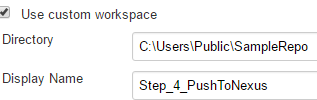 Use custom workspace
Directory
C:\Users\Public\SampleRepo
Display Name
Step_4_PushToNexus